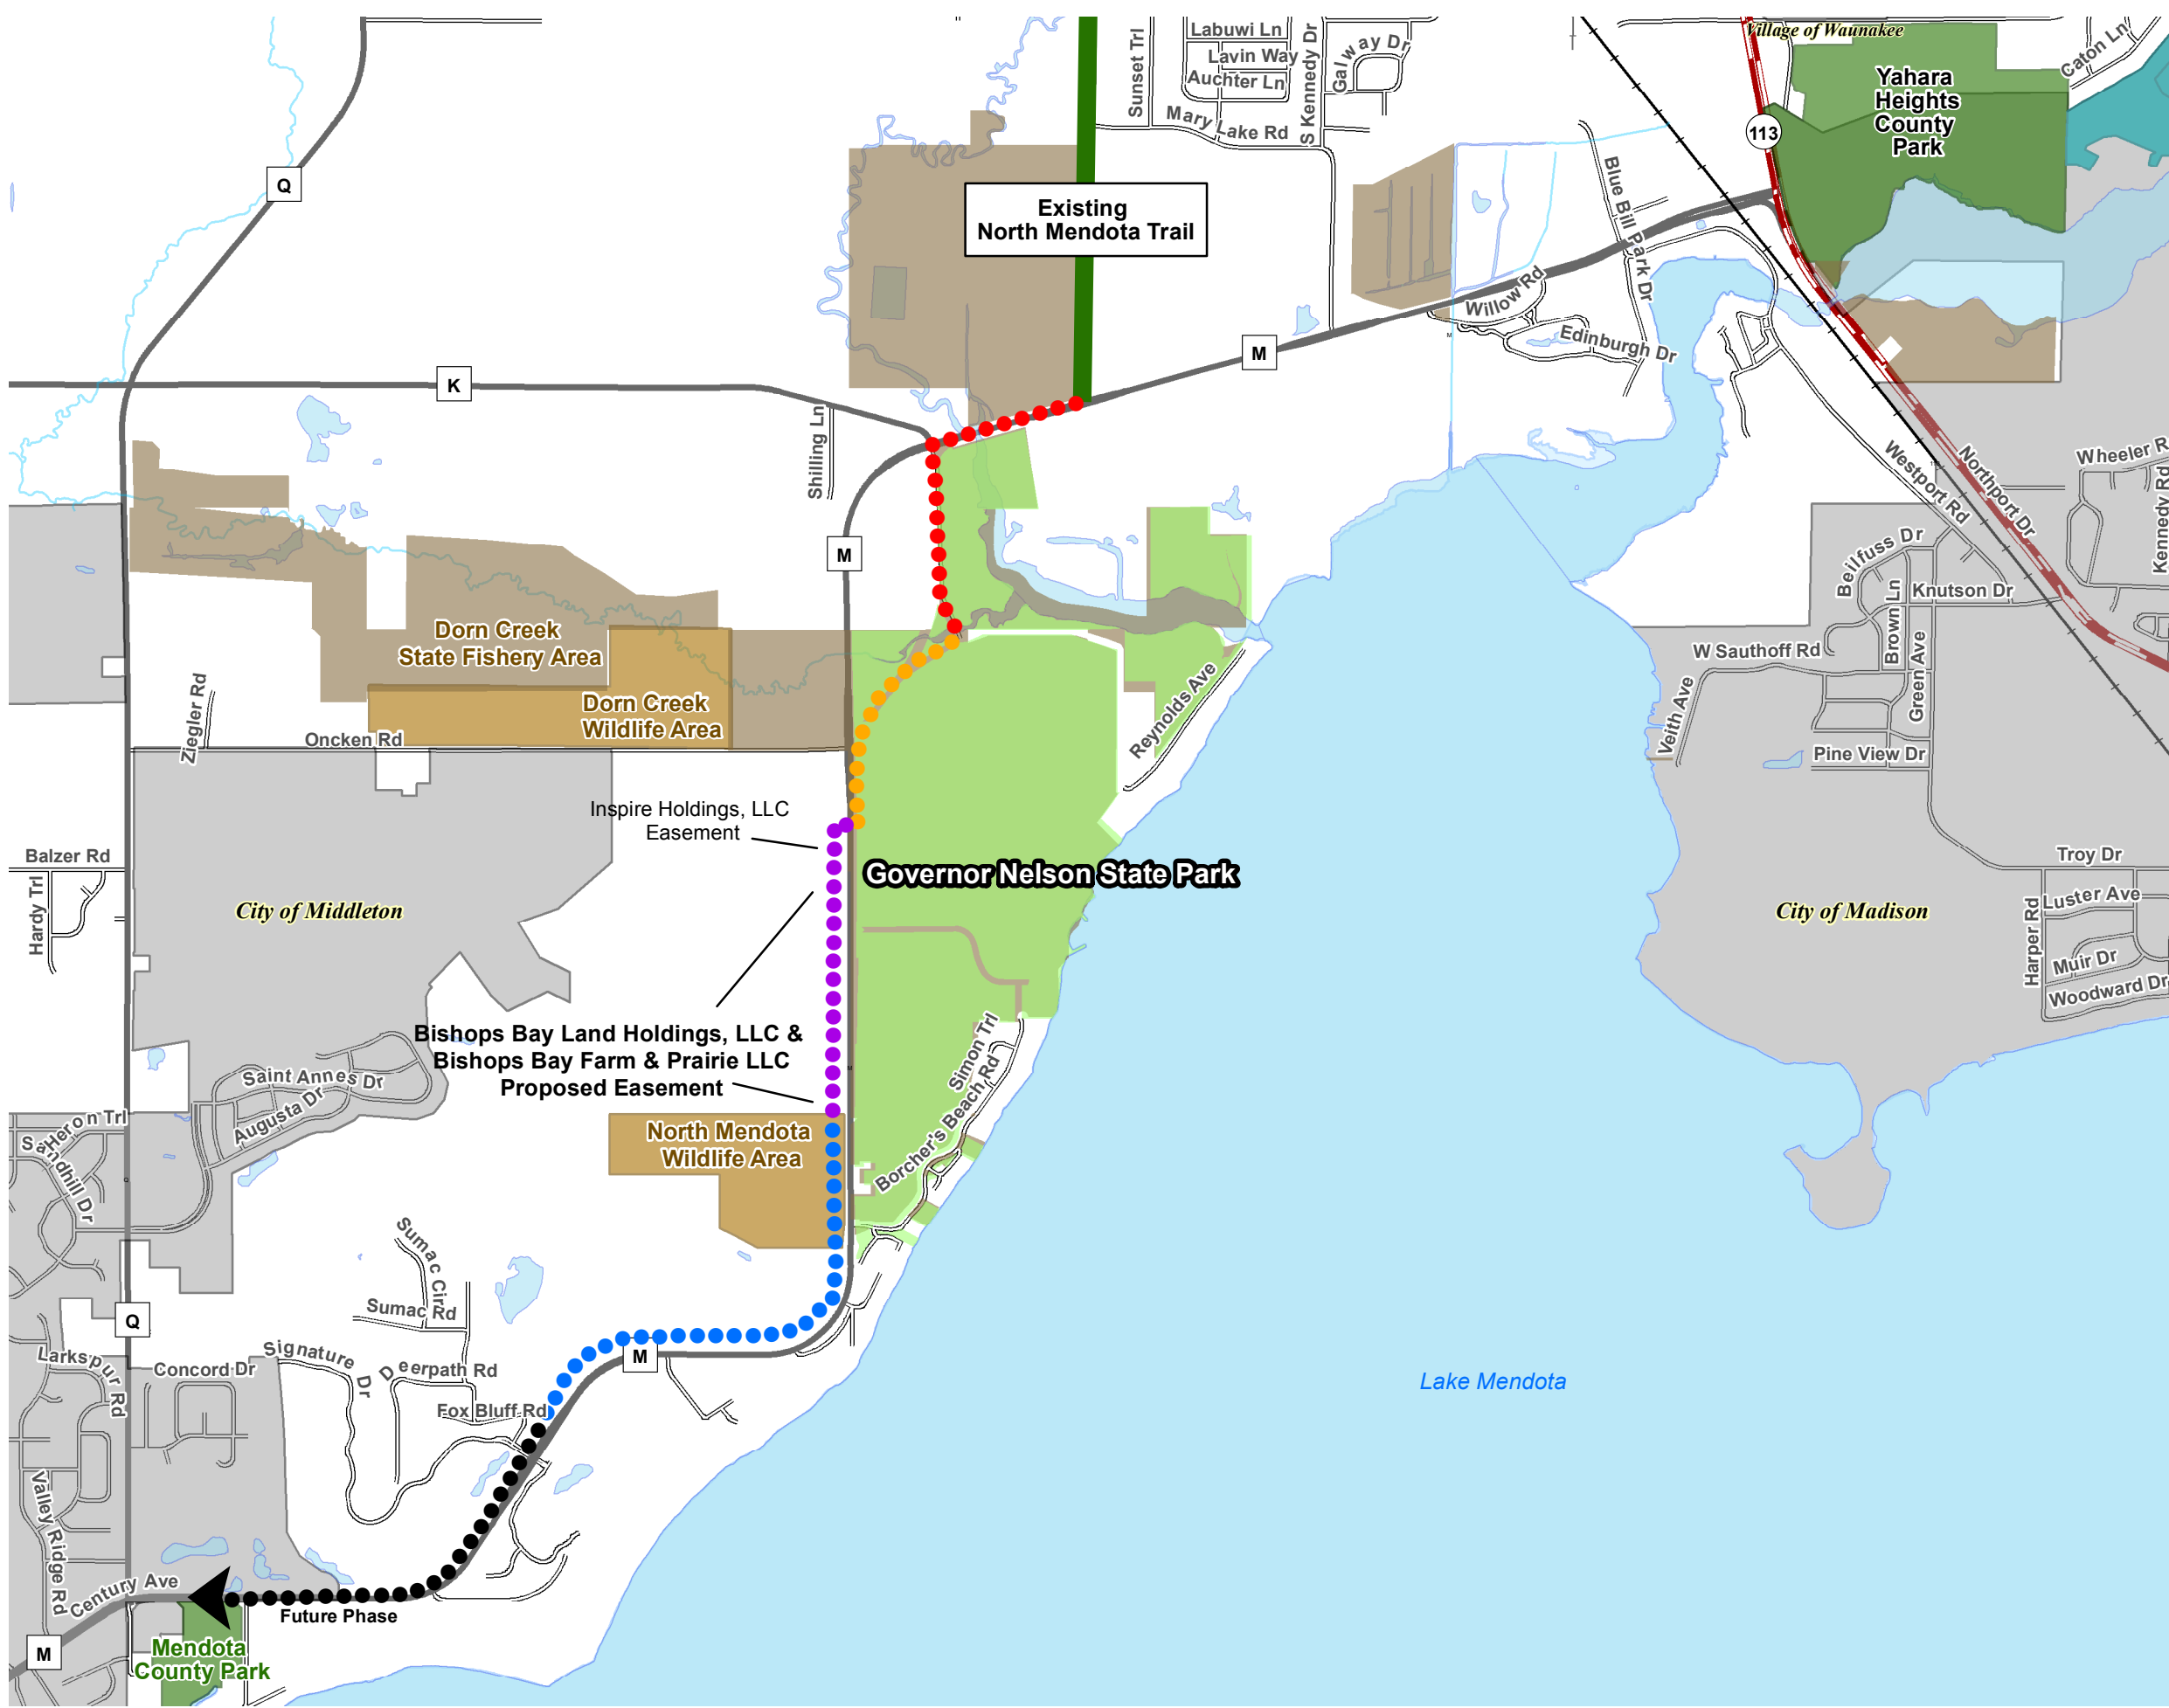 Village of Waunakee
Labuwi Ln
Lavin Way
Auchter Ln
Sunset Trl
S Kennedy Dr
Galway Dr
Caton Ln
Yahara
Heights
County
Park
113
Mary Lake Rd
Q
Existing
North Mendota Trail
Blue Bill Park Dr
Willow Rd
Edinburgh Dr
M
M
K
Shilling Ln
Westport Rd
Northport Dr
Wheeler R
Kennedy Rd
M
Beilfuss Dr
Brown Ln
Knutson Dr
Green Ave
W Sauthoff Rd
Veith Ave
Pine View Dr
Dorn Creek
State Fishery Area
Dorn Creek
Wildlife Area
Ziegler Rd
Oncken Rd
Reynolds Ave
Inspire Holdings, LLC
Easement
Balzer Rd
Hardy Trl
Governor Nelson State Park
City of Middleton
City of Madison
Troy Dr
Luster Ave
Harper Rd
Muir Dr
Woodward Dr
Bishops Bay Land Holdings, LLC &
Bishops Bay Farm & Prairie LLC
Proposed Easement
Simon Trl
Borcher's Beach Rd
Saint Annes Dr
Augusta Dr
Heron Trl
Sandhill Dr
North Mendota
Wildlife Area
Sumac Cir
Sumac Rd
Q
M
Larkspur Rd
Concord Dr
Signature Dr
Deerpath Rd
Fox Bluff Rd
Lake Mendota
Valley Ridge Rd
Century Ave
Future Phase
M
Mendota
County Park